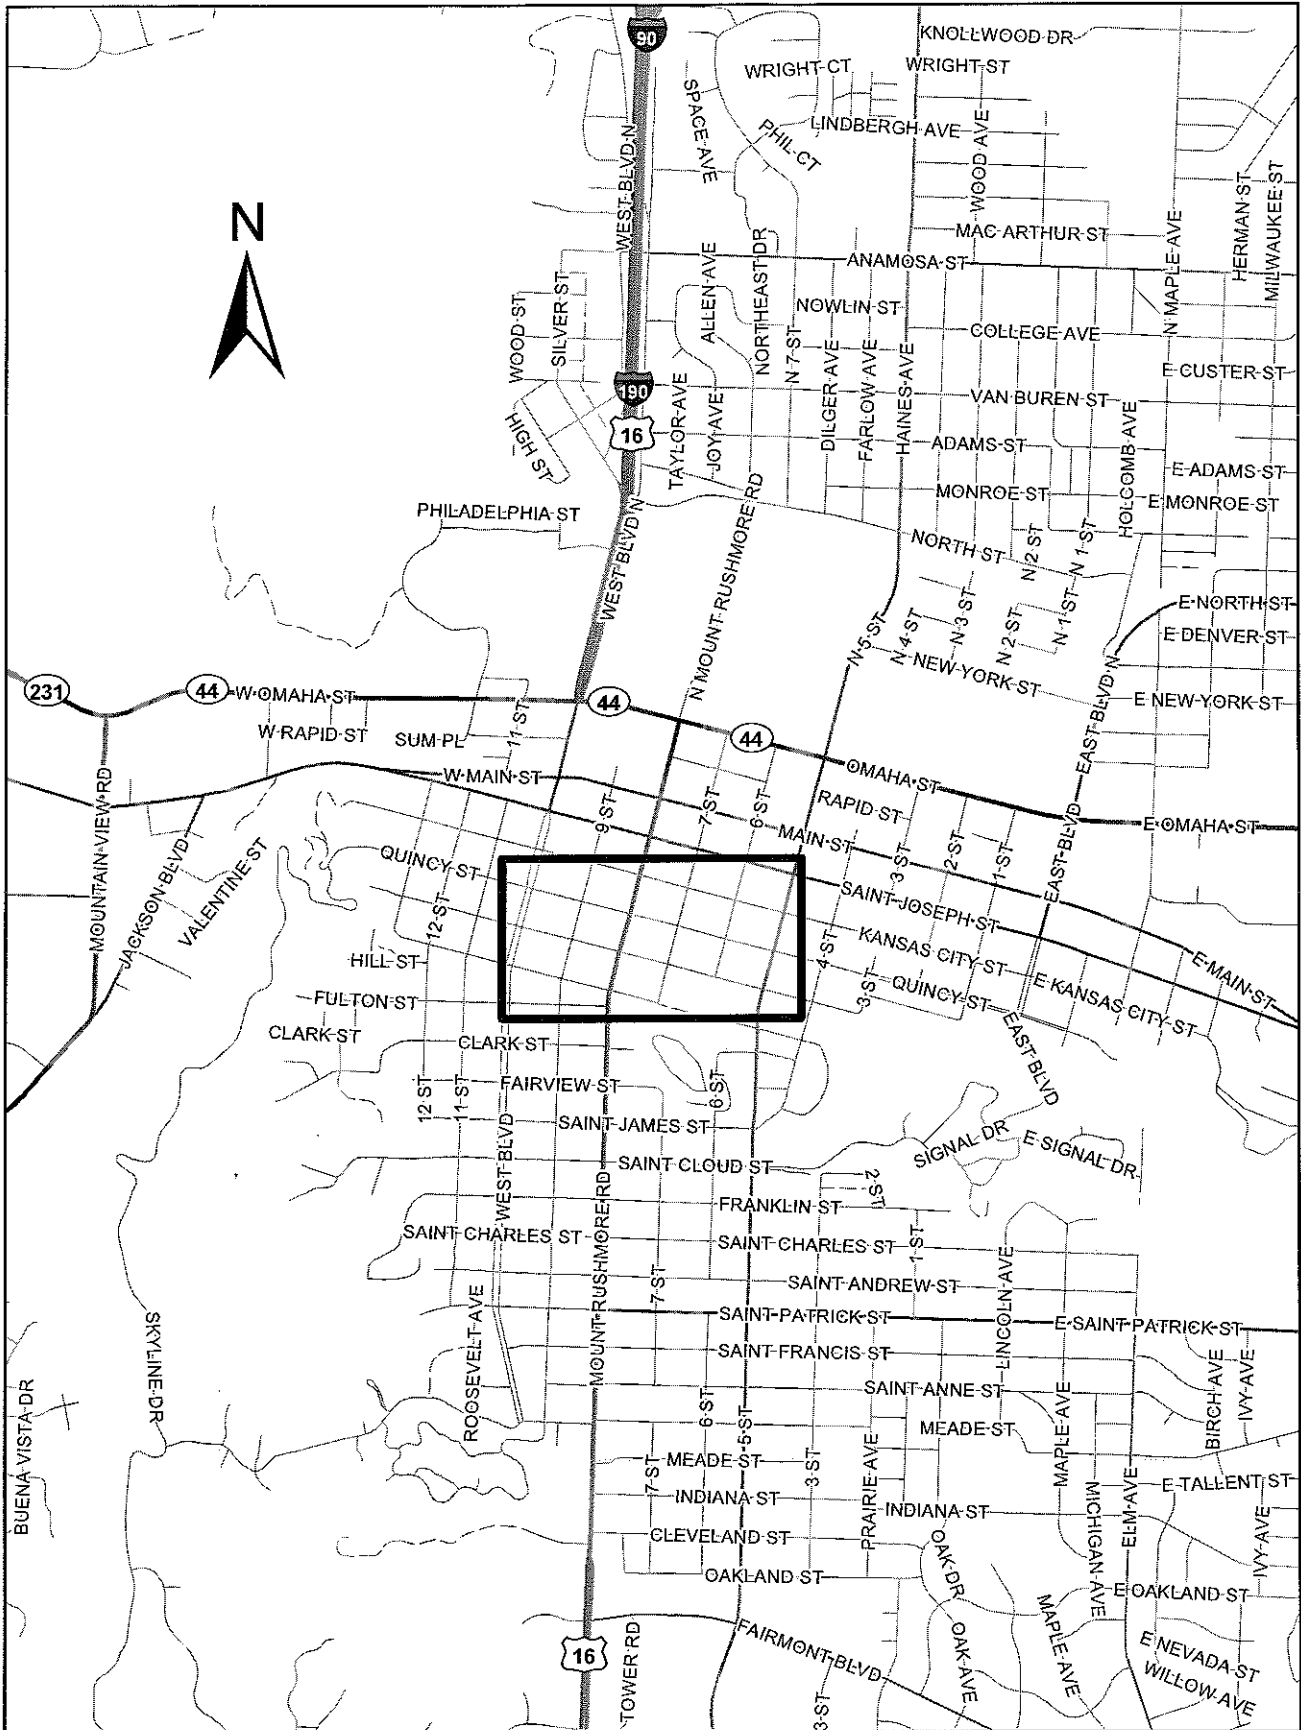 90
KNOLLWOOD DR
WRIGHT CT
WRIGHT ST
SPACE AVE
LINDBERGH AVE
PHIL CT
WOOD AVE
WEST BLVD N
HERMAN ST
MILWAUKEE ST
N
MAC ARTHUR ST
N MAPLE AVE
ANAMOSA ST
ALLEN AVE
NORTHEAST DR
NOWLIN ST
COLLEGE AVE
WOOD ST
SILVER ST
N 7 ST
E CUSTER ST
190
VAN BUREN ST
TAYLOR AVE
JOY AVE
DILGER AVE
FARLOW AVE
HAINES AVE
HOLCOMB AVE
16
HIGH ST
ADAMS ST
E ADAMS ST
MONROE ST
E MONROE ST
PHILADELPHIA ST
WEST BLVD N
N MOUNT RUSHMORE RD
NORTH ST
N 2 ST
N 1 ST
E NORTH ST
N 5 ST
N 4 ST
N 3 ST
N 2 ST
N 1 ST
E DENVER ST
NEW YORK ST
EAST BLVD N
E NEW YORK ST
231
44
W OMAHA ST
44
W RAPID ST
SUM PL
11 ST
44
OMAHA ST
W MAIN ST
MOUNTAIN VIEW RD
9 ST
7 ST
6 ST
RAPID ST
MAIN ST
E OMAHA ST
JACKSON BLVD
VALENTINE ST
QUINCY ST
3 ST
2 ST
1 ST
EAST BLVD
SAINT JOSEPH ST
12 ST
4 ST
KANSAS CITY ST
E MAIN ST
HILL ST
3 ST
QUINCY ST
E KANSAS CITY ST
FULTON ST
CLARK ST
CLARK ST
EAST BLVD
12 ST
11 ST
FAIRVIEW ST
6 ST
WEST BLVD
SAINT JAMES ST
SIGNAL DR
E SIGNAL DR
SAINT CLOUD ST
2 ST
MOUNT RUSHMORE RD
FRANKLIN ST
SAINT CHARLES ST
SAINT CHARLES ST
1 ST
LINCOLN AVE
7 ST
SAINT ANDREW ST
SKYLINE DR
ROOSEVELT AVE
SAINT PATRICK ST
E SAINT PATRICK ST
SAINT FRANCIS ST
BIRCH AVE
IVY AVE
BUENA VISTA DR
SAINT ANNE ST
MAPLE AVE
6 ST
5 ST
MEADE ST
MEADE ST
7 ST
3 ST
PRAIRIE AVE
E TALLENT ST
INDIANA ST
INDIANA ST
MICHIGAN AVE
ELM AVE
IVY AVE
CLEVELAND ST
OAK DR
OAKLAND ST
E OAKLAND ST
MAPLE AVE
16
TOWER RD
FAIRMONT BLVD
OAK AVE
E NEVADA ST
WILLOW AVE
3 ST